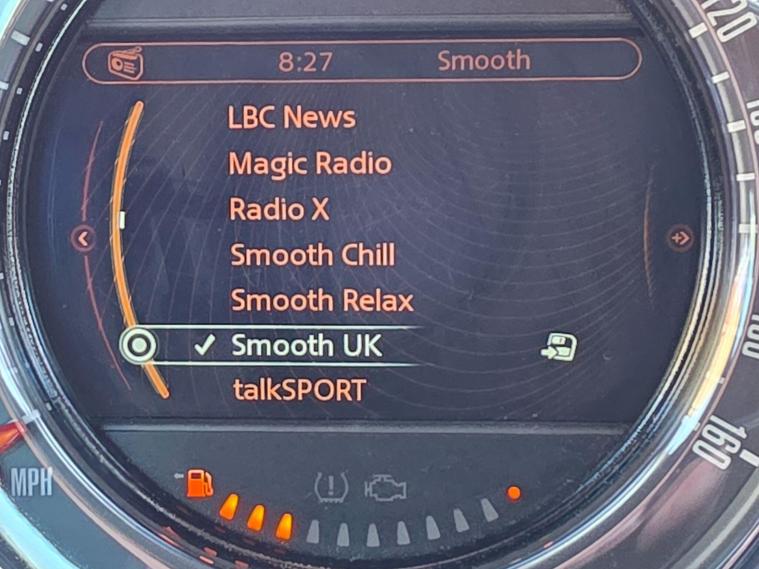 120
8:27 Smooth
LBC News
Magic Radio
Radio X
Smooth Chill
Smooth Relax
Smooth UK
talkSPORT
160
MPH